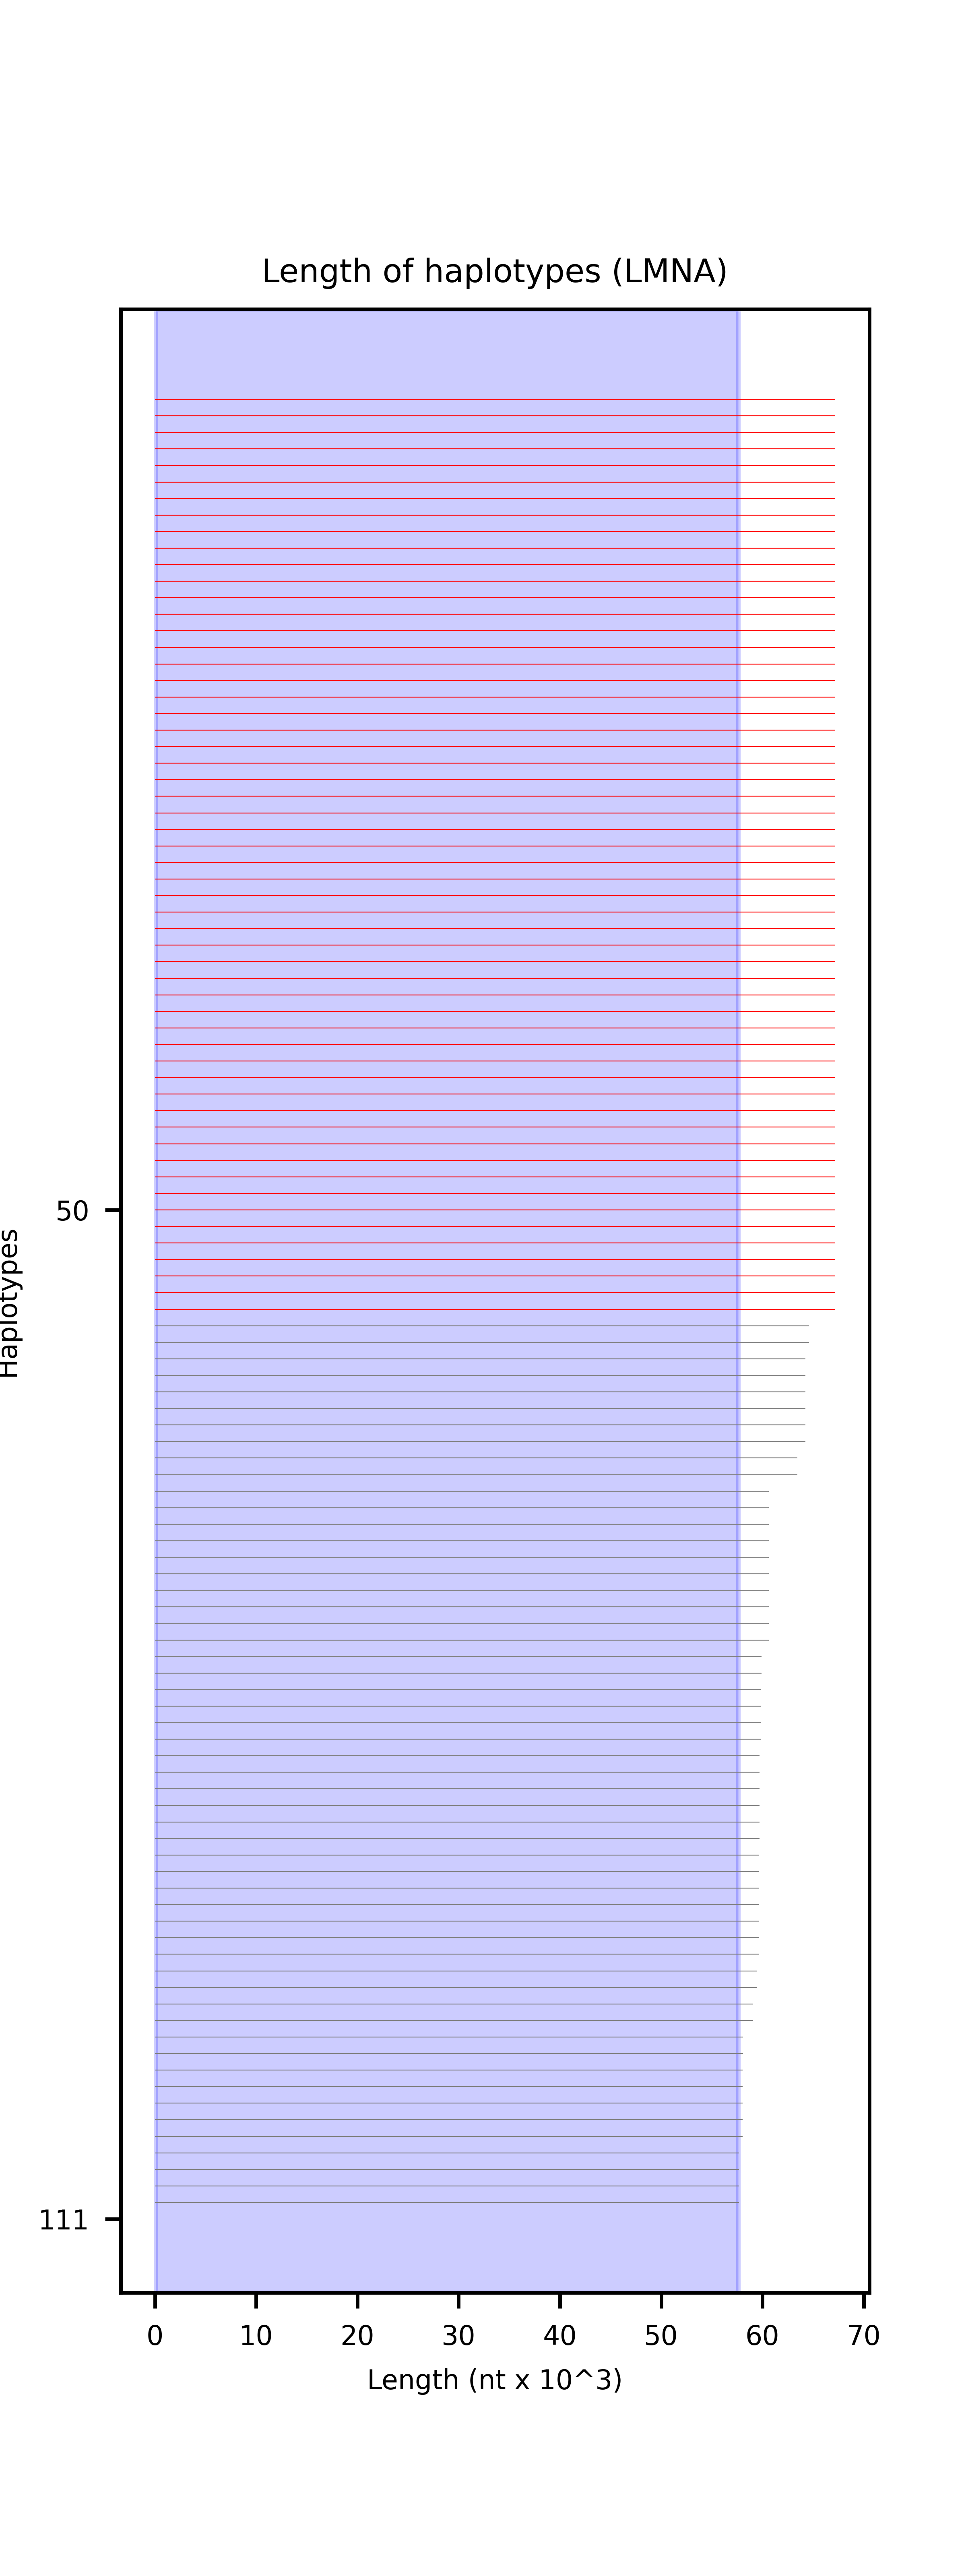 Length of haplotypes (LMNA)
Haplotypes
50
111
0 10 20 30 40 50 60 70
Length (nt x 10^3)